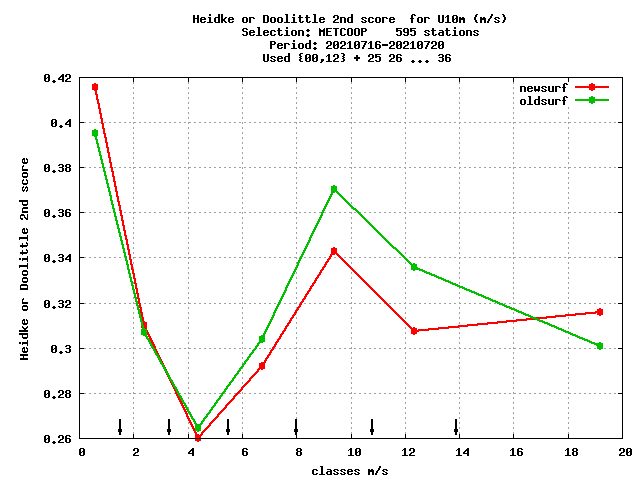 Heidke or Doolittle 2nd score  for U10m (m/s)
Selection: METCOOP    595 stations
Period: 20210716-20210720
Used {00,12} + 25 26 ... 36
newsurf
oldsurf
0.42
0.4
0.38
0.36
0.34
0.32
0.3
0.28
0.26
Heidke or Doolittle 2nd score
0 2 4 6 8 10 12 14 16 18 20
classes m/s